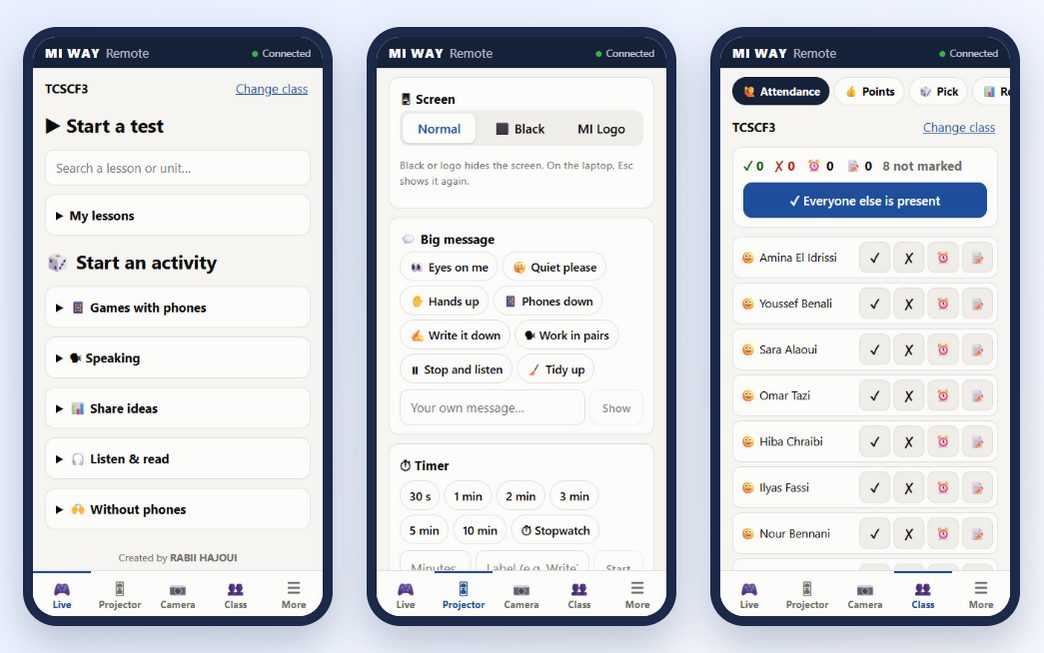 MI WAY Remote
Connected
TCSCF3
Change class
Start a test
Search a lesson or unit...
My lessons
Start an activity
Games with phones
Speaking
Share ideas
Listen & read
Without phones
Created by RABII HAJOUI
Live
Projector
Camera
Class
More
MI WAY Remote
Connected
Screen
Normal
Black
MI Logo
Black or logo hides the screen. On the laptop, Esc
shows it again.
Big message
Eyes on me
Quiet please
Hands up
Phones down
Write it down
Work in pairs
Stop and listen
Tidy up
Your own message...
Show
Timer
30 s
1 min
2 min
3 min
5 min
10 min
Stopwatch
Minutes
Label (e.g. Write
Start
Live
Projector
Camera
Class
More
MI WAY Remote
Connected
Attendance
Points
Pick
Re
TCSCF3
Change class
✓ 0
✗ 0
0
0
8 not marked
✓ Everyone else is present
Amina El Idrissi
Youssef Benali
Sara Alaoui
Omar Tazi
Hiba Chraibi
Ilyas Fassi
Nour Bennani
Live
Projector
Camera
Class
More